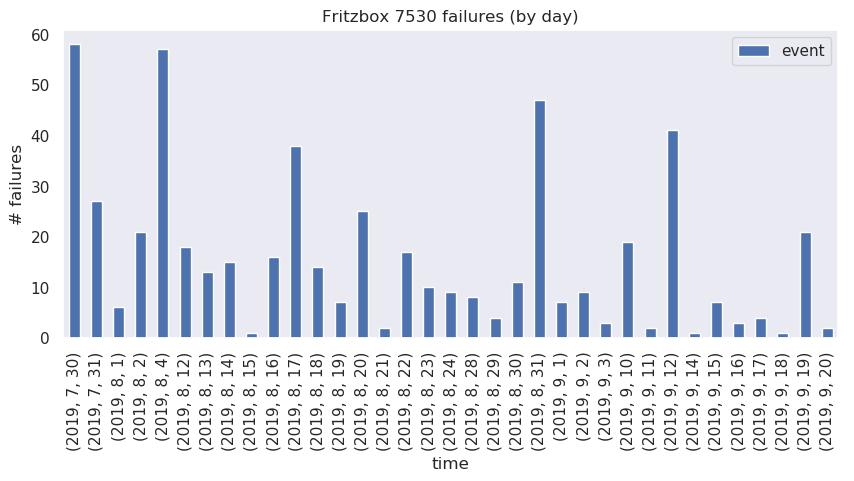 Fritzbox 7530 failures (by day)
event
# failures
60
50
40
30
20
10
0
(2019, 7, 30)
(2019, 7, 31)
(2019, 8, 1)
(2019, 8, 2)
(2019, 8, 4)
(2019, 8, 12)
(2019, 8, 13)
(2019, 8, 14)
(2019, 8, 15)
(2019, 8, 16)
(2019, 8, 17)
(2019, 8, 18)
(2019, 8, 19)
(2019, 8, 20)
(2019, 8, 21)
(2019, 8, 22)
(2019, 8, 23)
(2019, 8, 24)
(2019, 8, 28)
(2019, 8, 29)
(2019, 8, 30)
(2019, 8, 31)
(2019, 9, 1)
(2019, 9, 2)
(2019, 9, 3)
(2019, 9, 10)
(2019, 9, 11)
(2019, 9, 12)
(2019, 9, 14)
(2019, 9, 15)
(2019, 9, 16)
(2019, 9, 17)
(2019, 9, 18)
(2019, 9, 19)
(2019, 9, 20)
time